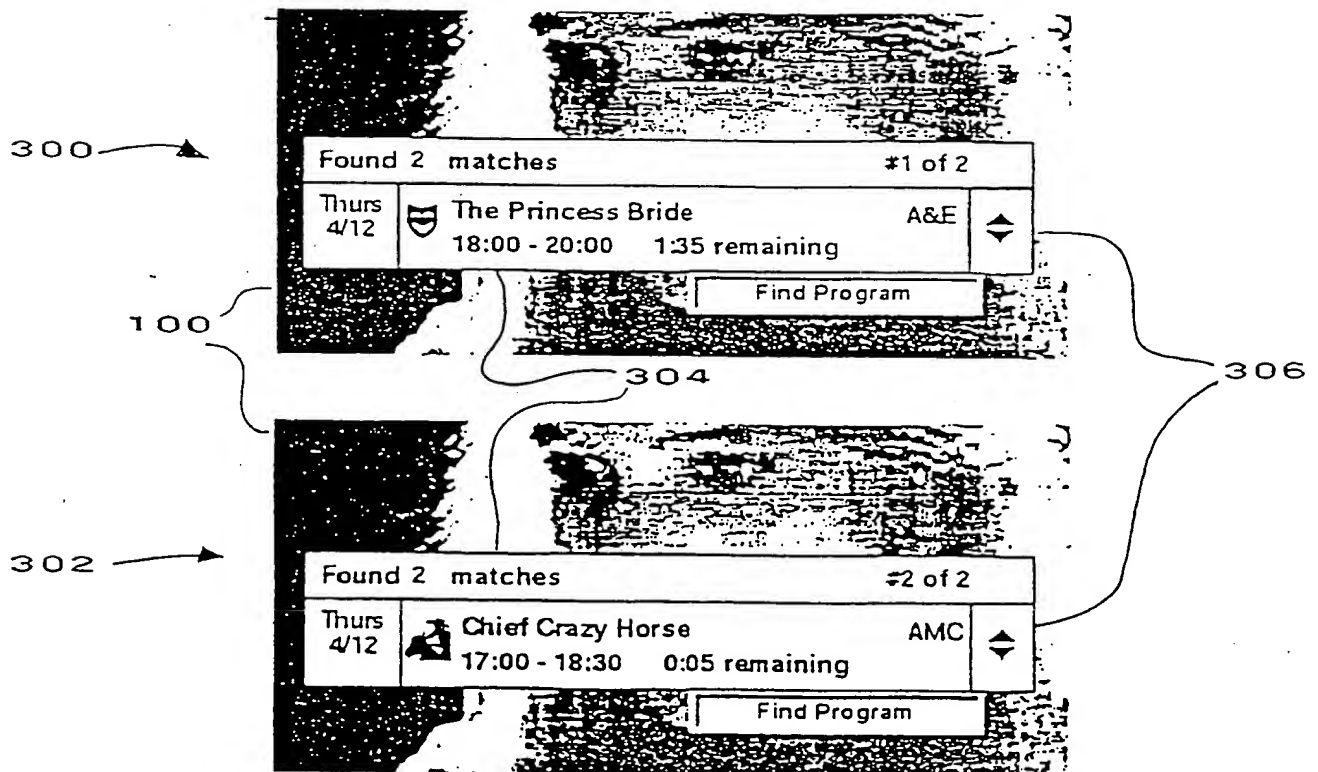 300
Found 2 matches #1 of 2
Thurs 4/12
The Princess Bride A&E
18:00 - 20:00 1:35 remaining
Find Program
100
304
306
302
Found 2 matches #2 of 2
Thurs 4/12
Chief Crazy Horse AMC
17:00 - 18:30 0:05 remaining
Find Program